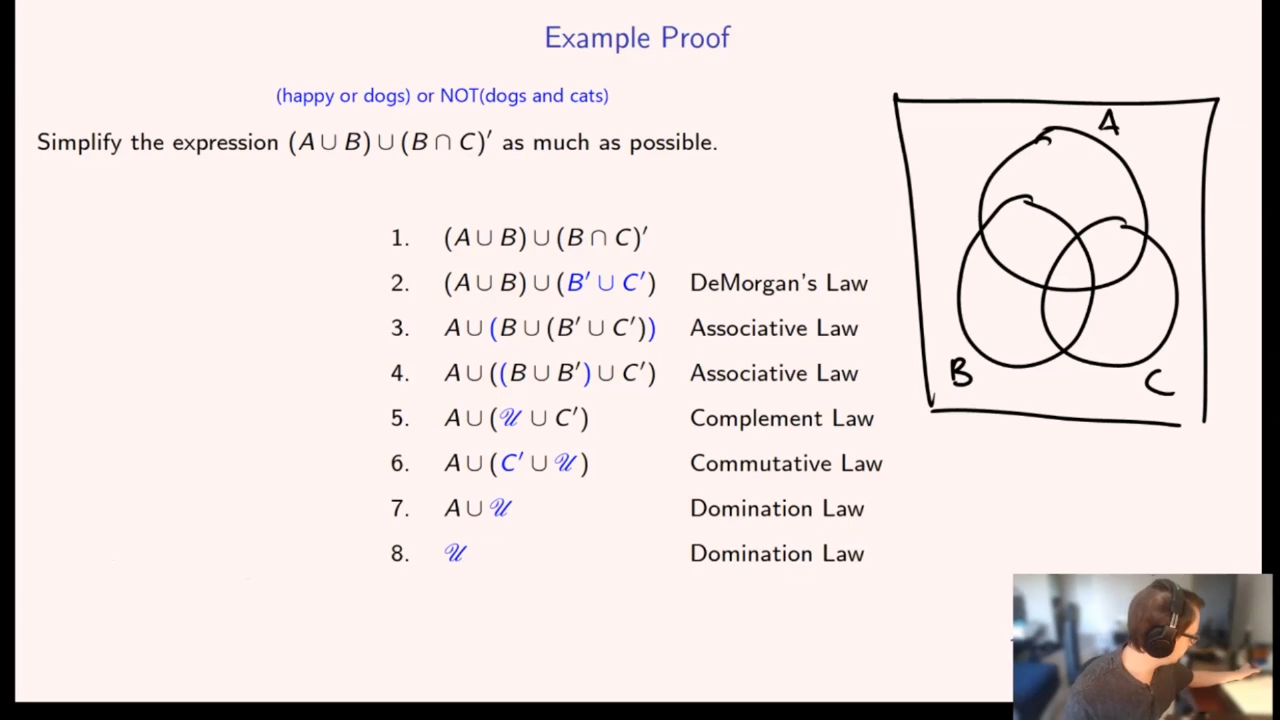 Example Proof
(happy or dogs) or NOT(dogs and cats)
Simplify the expression (A ∪ B) ∪ (B ∩ C)′ as much as possible.
1. (A ∪ B) ∪ (B ∩ C)′
2. (A ∪ B) ∪ (B′ ∪ C′) DeMorgan's Law
3. A ∪ (B ∪ (B′ ∪ C′)) Associative Law
4. A ∪ ((B ∪ B′) ∪ C′) Associative Law
5. A ∪ (𝒰 ∪ C′) Complement Law
6. A ∪ (C′ ∪ 𝒰) Commutative Law
7. A ∪ 𝒰 Domination Law
8. 𝒰 Domination Law
A
B
C